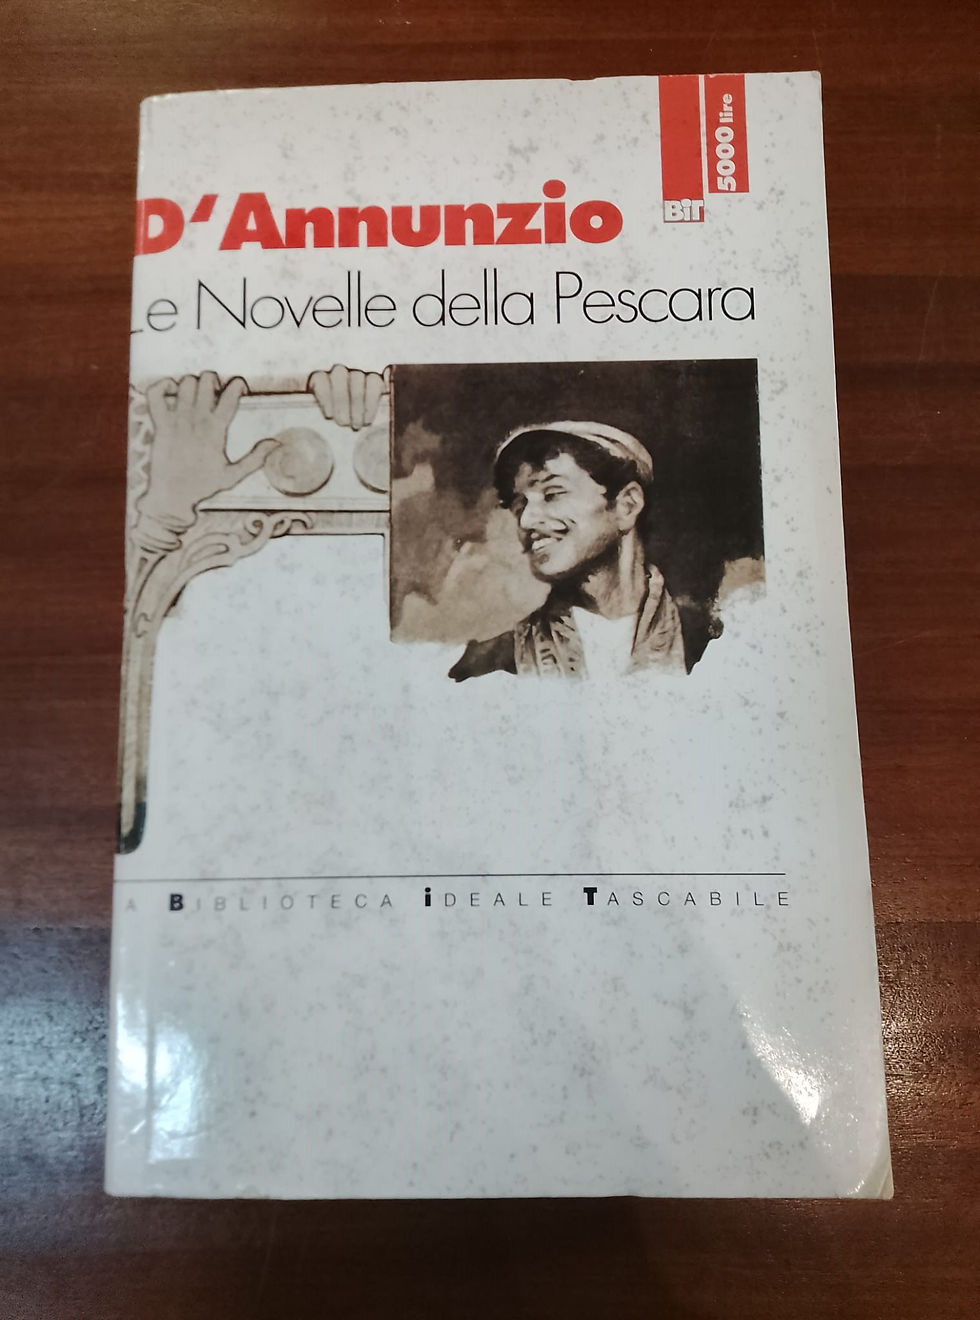 5000 lire
BiT
D'Annunzio
Le Novelle della Pescara
A BIBLIOTECA iDEALE TASCABILE